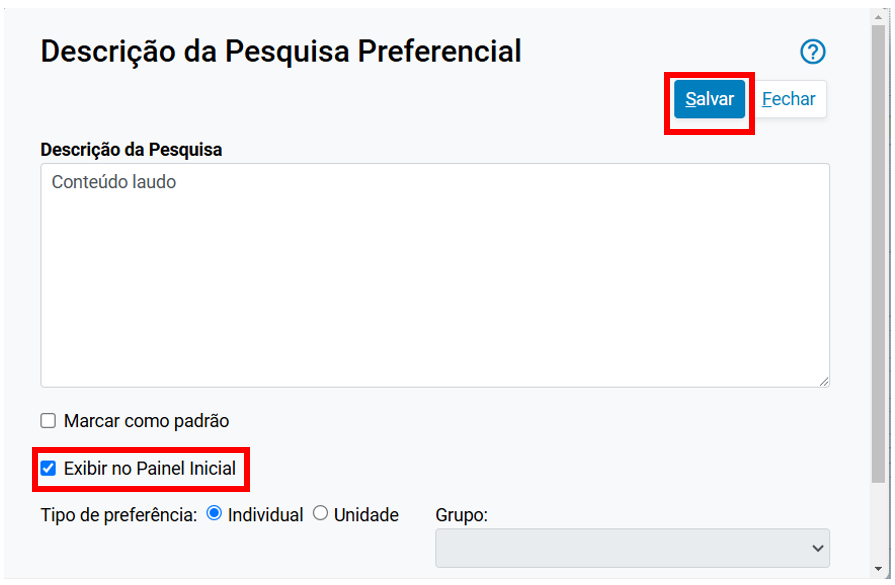 Descrição da Pesquisa Preferencial
?
Salvar Fechar
Descrição da Pesquisa
Conteúdo laudo
Marcar como padrão
Exibir no Painel Inicial
Tipo de preferência: Individual Unidade Grupo: